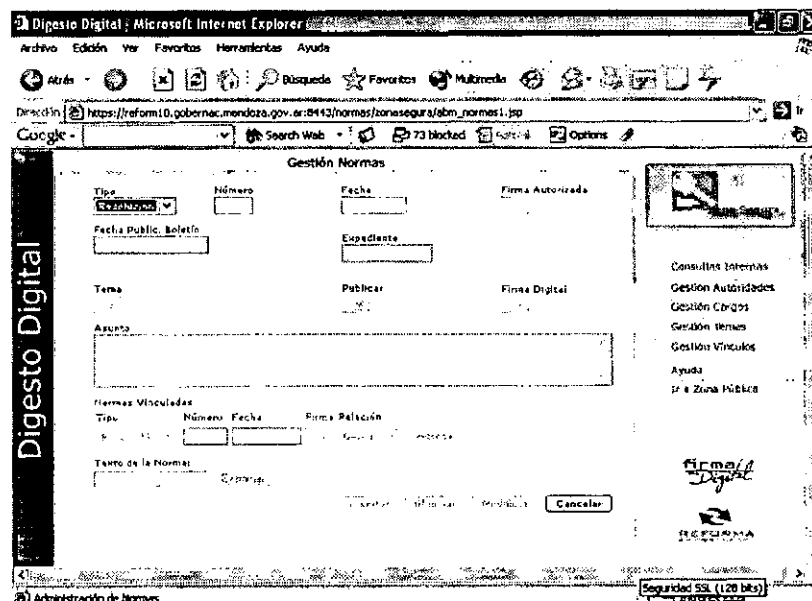 Digesto Digital - Microsoft Internet Explorer
Archivo Edición Ver Favoritos Herramientas Ayuda
Atrás Búsqueda Favoritos Multimedia
Dirección https://reform10.gobernac.mendoza.gov.ar:8443/normas/zonasegura/abm_normas1.jsp Ir
Google Search Web 73 blocked Options
Digesto Digital
Gestión Normas
Tipo Número Fecha Firma Autorizada
Fecha Public. Boletín Expediente
Tema Publicar Firma Digital
Asunto
Normas Vinculadas
Tipo Número Fecha Firma Relación
Texto de la Norma:
Cancelar
Consultas Internas
Gestión Autoridades
Gestión Cargos
Gestión Temas
Gestión Vínculos
Ayuda
Ir a Zona Pública
firma
Digital
REFORMA
Administración de Normas
Seguridad SSL (128 bits)